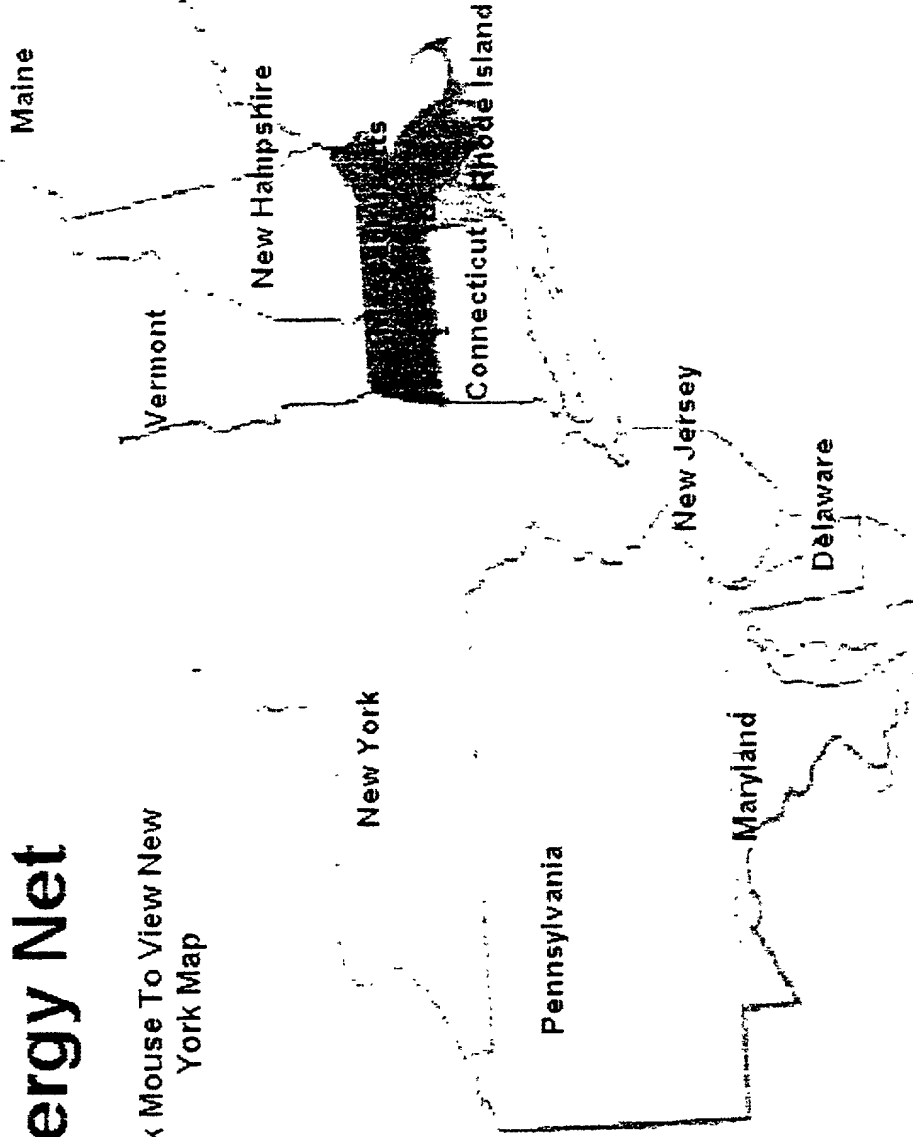 ergy Net
k Mouse To View New
York Map
Maine
Vermont
New Hampshire
tts
Rhode Island
Connecticut
New York
New Jersey
Pennsylvania
Delaware
Maryland